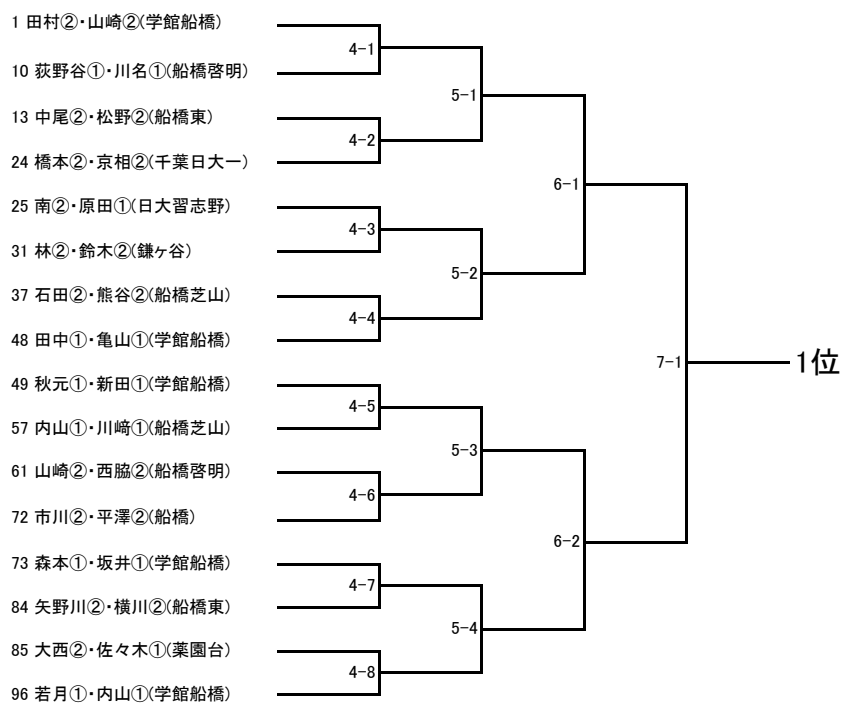 1 田村②・山崎②(学館船橋)
4-1
10 荻野谷①・川名①(船橋啓明)
5-1
13 中尾②・松野②(船橋東)
4-2
24 橋本②・京相②(千葉日大一)
6-1
25 南②・原田①(日大習志野)
4-3
31 林②・鈴木②(鎌ヶ谷)
5-2
37 石田②・熊谷②(船橋芝山)
4-4
48 田中①・亀山①(学館船橋)
7-1
1位
49 秋元①・新田①(学館船橋)
4-5
57 内山①・川﨑①(船橋芝山)
5-3
61 山崎②・西脇②(船橋啓明)
4-6
72 市川②・平澤②(船橋)
6-2
73 森本①・坂井①(学館船橋)
4-7
84 矢野川②・横川②(船橋東)
5-4
85 大西②・佐々木①(薬園台)
4-8
96 若月①・内山①(学館船橋)